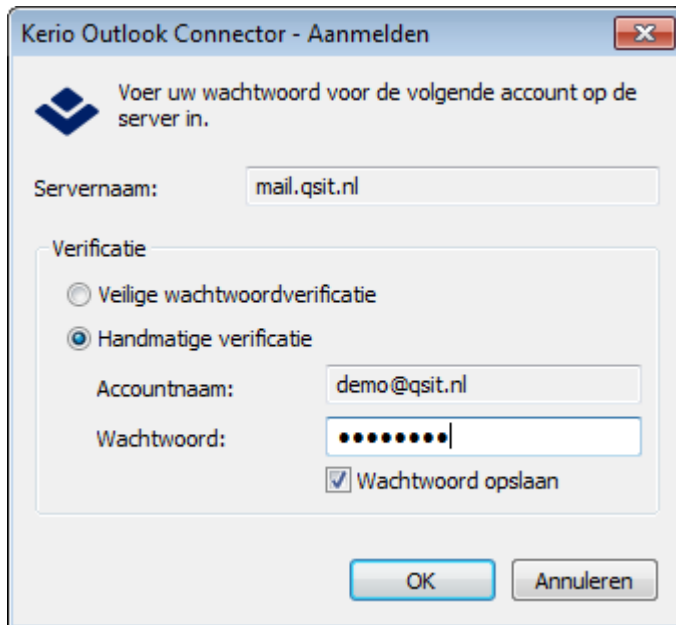 Kerio Outlook Connector - Aanmelden
Voer uw wachtwoord voor de volgende account op de
server in.
Servernaam: mail.qsit.nl
Verificatie
Veilige wachtwoordverificatie
Handmatige verificatie
Accountnaam: demo@qsit.nl
Wachtwoord: ●●●●●●●●
Wachtwoord opslaan
OK Annuleren